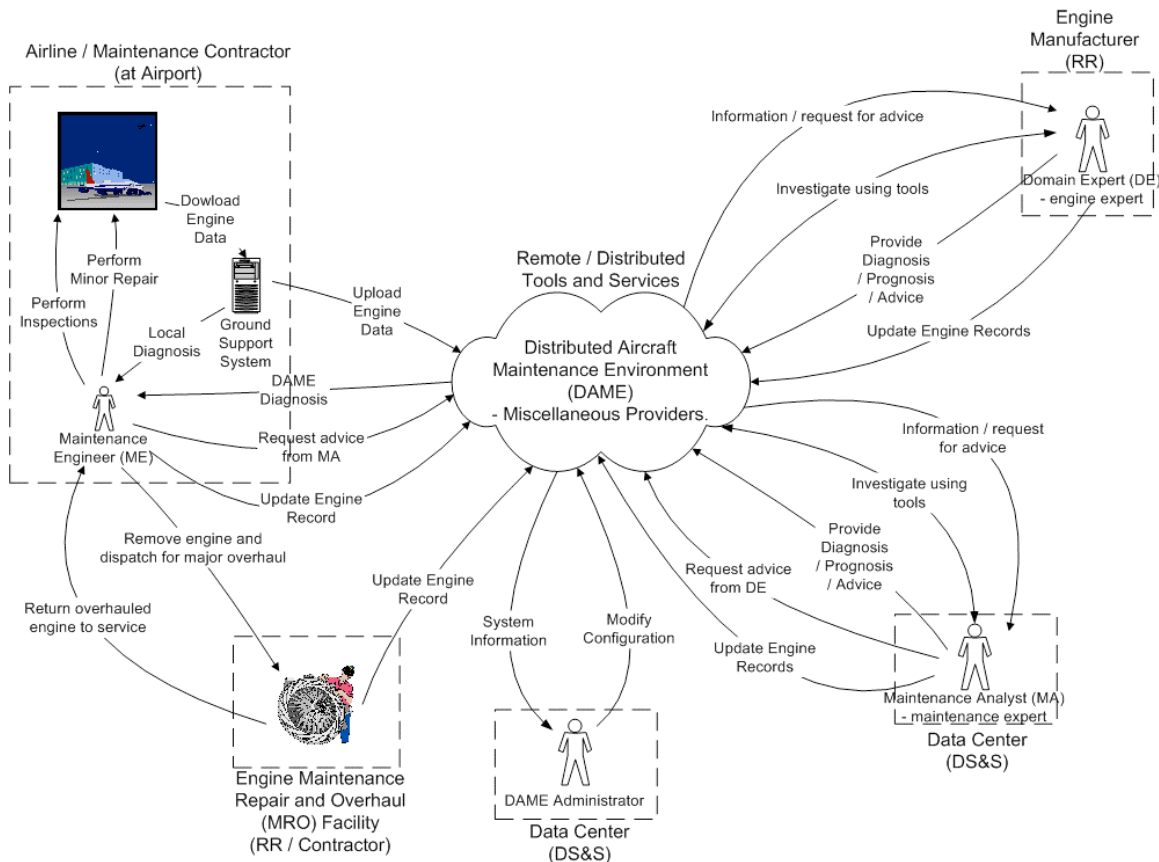 Airline / Maintenance Contractor
(at Airport)
Dowload
Engine
Data
Perform
Minor Repair
Perform
Inspections
Local
Diagnosis
Ground
Support
System
Upload
Engine
Data
Maintenance
Engineer (ME)
DAME
Diagnosis
Request advice
from MA
Update Engine
Record
Remove engine and
dispatch for major overhaul
Return overhauled
engine to service
Update Engine
Record
Engine Maintenance
Repair and Overhaul
(MRO) Facility
(RR / Contractor)
Remote / Distributed
Tools and Services
Distributed Aircraft
Maintenance Environment
(DAME)
- Miscellaneous Providers.
System
Information
Modify
Configuration
DAME Administrator
Data Center
(DS&S)
Engine
Manufacturer
(RR)
Information / request for advice
Investigate using tools
Domain Expert (DE)
- engine expert
Provide
Diagnosis
/ Prognosis
/ Advice
Update Engine Records
Information / request
for advice
Investigate using
tools
Provide
Diagnosis
/ Prognosis
/ Advice
Request advice
from DE
Update Engine
Records
Maintenance Analyst (MA)
- maintenance expert
Data Center
(DS&S)